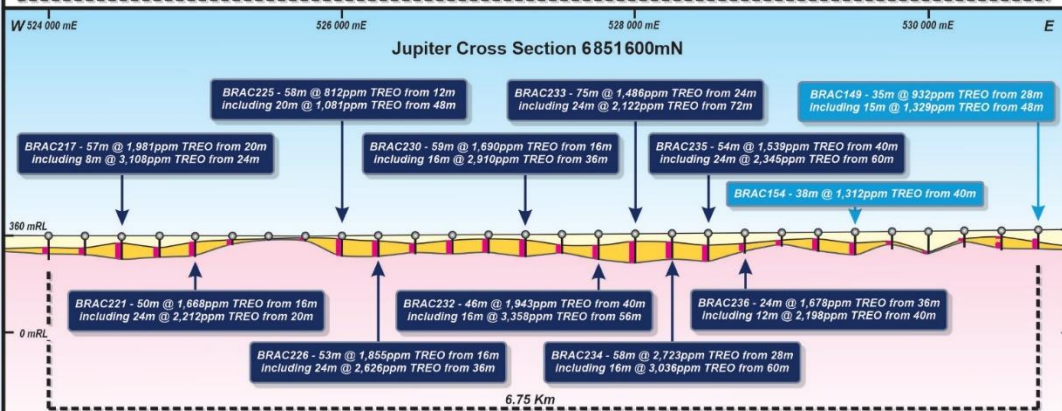 W 524 000 mE 526 000 mE 528 000 mE 530 000 mE E
Jupiter Cross Section 6851600mN
BRAC225 - 58m @ 812ppm TREO from 12m
including 20m @ 1,081ppm TREO from 48m
BRAC233 - 75m @ 1,486ppm TREO from 24m
including 24m @ 2,122ppm TREO from 72m
BRAC149 - 35m @ 932ppm TREO from 28m
including 15m @ 1,329ppm TREO from 48m
BRAC217 - 57m @ 1,981ppm TREO from 20m
including 8m @ 3,108ppm TREO from 24m
BRAC230 - 59m @ 1,690ppm TREO from 16m
including 16m @ 2,910ppm TREO from 36m
BRAC235 - 54m @ 1,539ppm TREO from 40m
including 24m @ 2,345ppm TREO from 60m
BRAC154 - 38m @ 1,312ppm TREO from 40m
360 mRL
BRAC221 - 50m @ 1,668ppm TREO from 16m
including 24m @ 2,212ppm TREO from 20m
BRAC232 - 46m @ 1,943ppm TREO from 40m
including 16m @ 3,358ppm TREO from 56m
BRAC236 - 24m @ 1,678ppm TREO from 36m
including 12m @ 2,198ppm TREO from 40m
0 mRL
BRAC226 - 53m @ 1,855ppm TREO from 16m
including 24m @ 2,626ppm TREO from 36m
BRAC234 - 58m @ 2,723ppm TREO from 28m
including 16m @ 3,036ppm TREO from 60m
6.75 Km